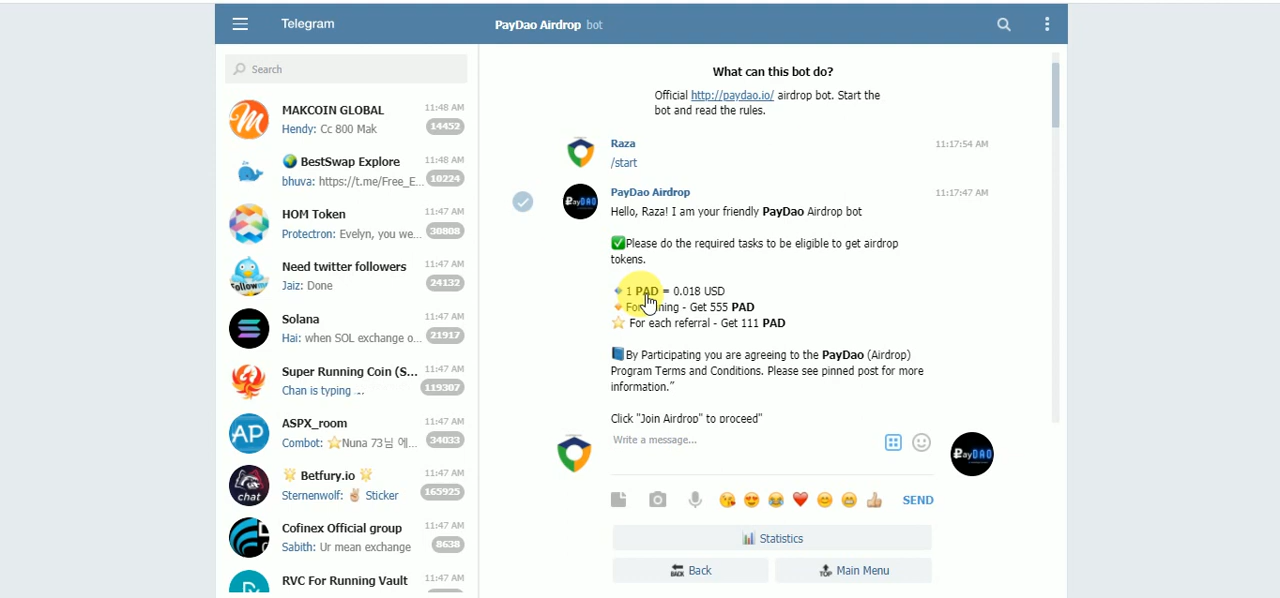 Telegram
PayDao Airdrop bot
Search
MAKCOIN GLOBAL 11:48 AM
Hendy: Cc 800 Mak 14452
BestSwap Explore 11:48 AM
bhuva: https://t.me/Free_E... 10224
HOM Token 11:47 AM
Protectron: Evelyn, you we... 30808
Need twitter followers 11:47 AM
Jaiz: Done 24132
Solana 11:47 AM
Hai: when SOL exchange o... 21917
Super Running Coin (S... 11:47 AM
Chan is typing ... 119307
ASPX_room 11:47 AM
Combot: ⭐Nuna 73님 에... 34033
🌟 Betfury.io 🌟 11:47 AM
Sternenwolf: ✌ Sticker 165925
Cofinex Official group 11:47 AM
Sabith: Ur mean exchange 8638
RVC For Running Vault 11:47 AM
What can this bot do?
Official http://paydao.io/ airdrop bot. Start the
bot and read the rules.
Raza 11:17:54 AM
/start
PayDao Airdrop 11:17:47 AM
Hello, Raza! I am your friendly PayDao Airdrop bot
✅Please do the required tasks to be eligible to get airdrop
tokens.
🔹 1 PAD = 0.018 USD
🔸 For ning - Get 555 PAD
⭐ For each referral - Get 111 PAD
📘By Participating you are agreeing to the PayDao (Airdrop)
Program Terms and Conditions. Please see pinned post for more
information.”
Click "Join Airdrop" to proceed"
Write a message...
SEND
Statistics
BACK Back
TOP Main Menu
PayDAO
PayDAO
chat
Follow
AP